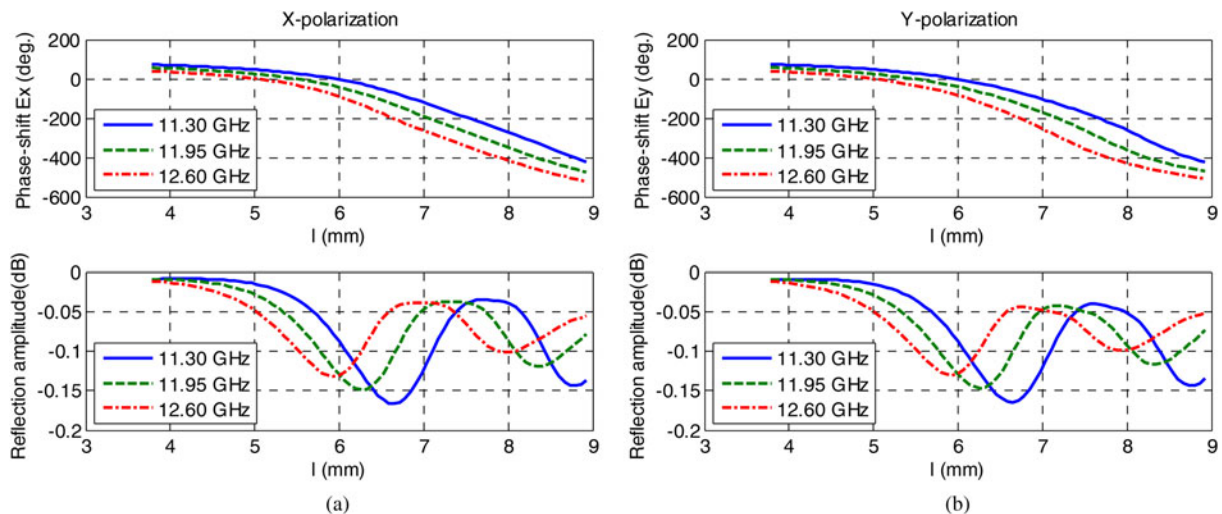 X-polarization
Phase-shift Ex (deg.)
200
0
-200
-400
-600
11.30 GHz
11.95 GHz
12.60 GHz
3 4 5 6 7 8 9
l (mm)
Y-polarization
Phase-shift Ey (deg.)
200
0
-200
-400
-600
11.30 GHz
11.95 GHz
12.60 GHz
3 4 5 6 7 8 9
l (mm)
Reflection amplitude(dB)
0
-0.05
-0.1
-0.15
-0.2
11.30 GHz
11.95 GHz
12.60 GHz
3 4 5 6 7 8 9
l (mm)
(a)
Reflection amplitude(dB)
0
-0.05
-0.1
-0.15
-0.2
11.30 GHz
11.95 GHz
12.60 GHz
3 4 5 6 7 8 9
l (mm)
(b)